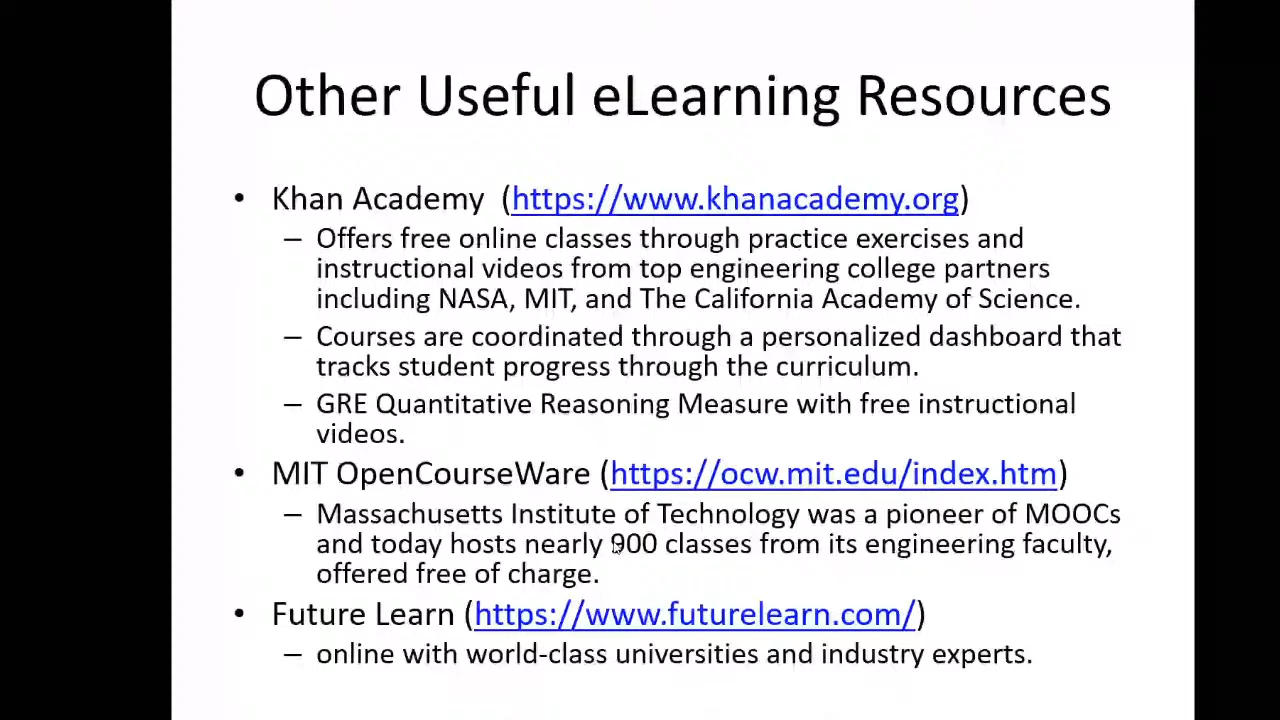 Other Useful eLearning Resources
• Khan Academy (https://www.khanacademy.org)
– Offers free online classes through practice exercises and
instructional videos from top engineering college partners
including NASA, MIT, and The California Academy of Science.
– Courses are coordinated through a personalized dashboard that
tracks student progress through the curriculum.
– GRE Quantitative Reasoning Measure with free instructional
videos.
• MIT OpenCourseWare (https://ocw.mit.edu/index.htm)
– Massachusetts Institute of Technology was a pioneer of MOOCs
and today hosts nearly 900 classes from its engineering faculty,
offered free of charge.
• Future Learn (https://www.futurelearn.com/)
– online with world-class universities and industry experts.